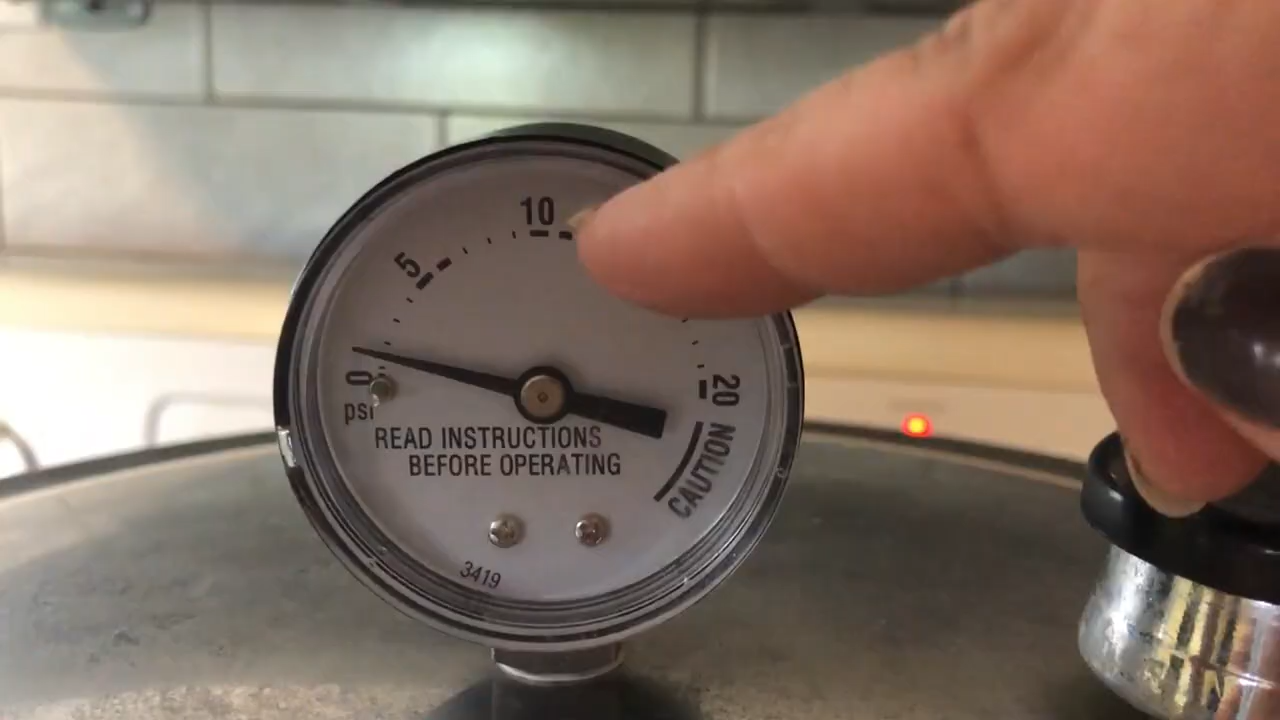 10
5
0
psi
20
CAUTION
READ INSTRUCTIONS
BEFORE OPERATING
3419